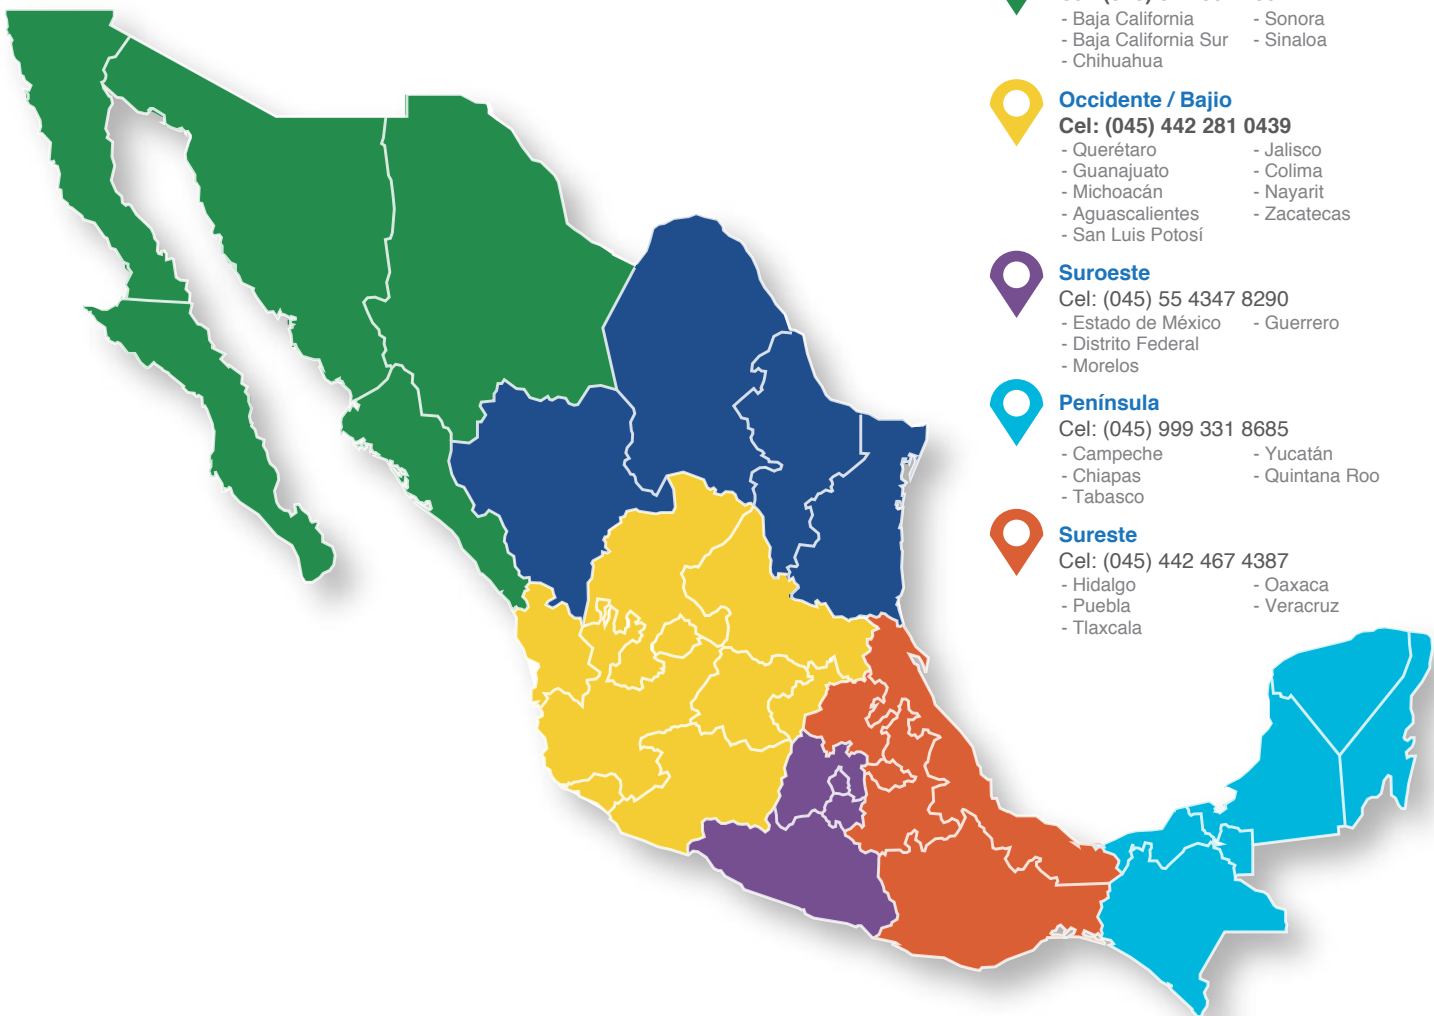 - Baja California - Sonora
- Baja California Sur - Sinaloa
- Chihuahua
Occidente / Bajio
Cel: (045) 442 281 0439
- Querétaro - Jalisco
- Guanajuato - Colima
- Michoacán - Nayarit
- Aguascalientes - Zacatecas
- San Luis Potosí
Suroeste
Cel: (045) 55 4347 8290
- Estado de México - Guerrero
- Distrito Federal
- Morelos
Península
Cel: (045) 999 331 8685
- Campeche - Yucatán
- Chiapas - Quintana Roo
- Tabasco
Sureste
Cel: (045) 442 467 4387
- Hidalgo - Oaxaca
- Puebla - Veracruz
- Tlaxcala